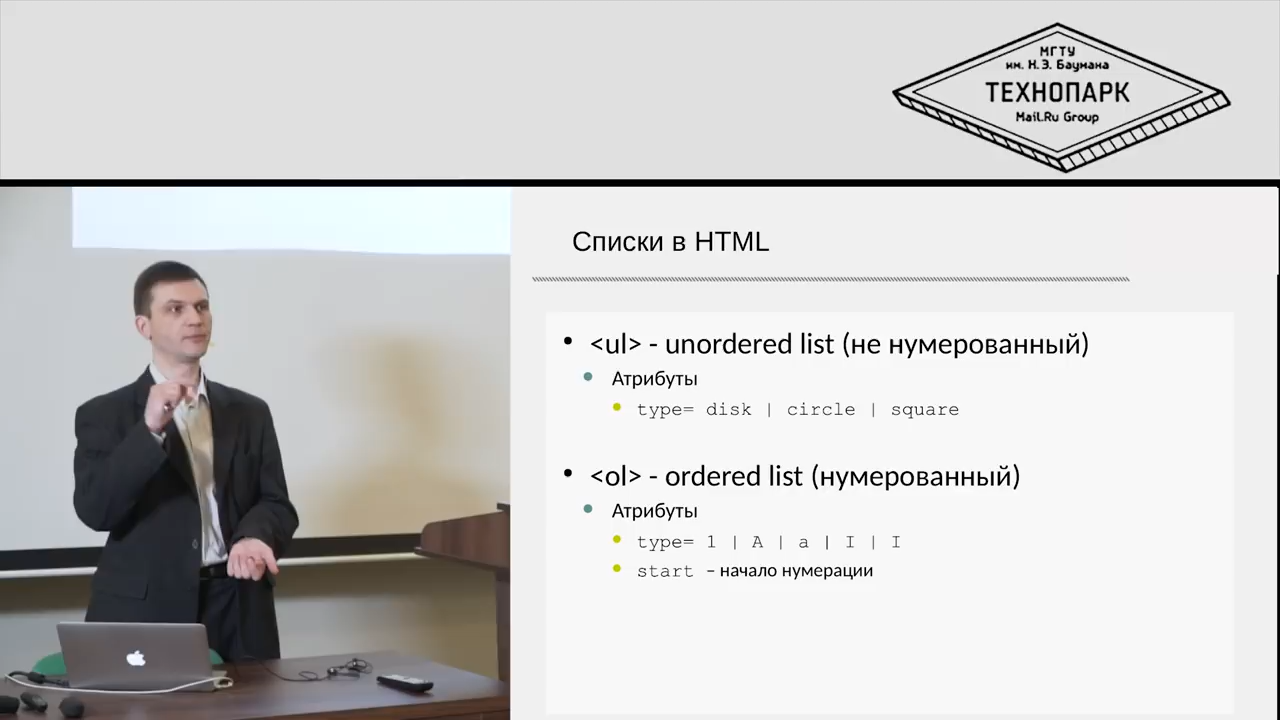 МГТУ
им. Н.Э. Баумана
ТЕХНОПАРК
Mail.Ru Group
Списки в HTML
• <ul> - unordered list (не нумерованный)
• Атрибуты
• type= disk | circle | square
• <ol> - ordered list (нумерованный)
• Атрибуты
• type= 1 | A | a | I | I
• start – начало нумерации